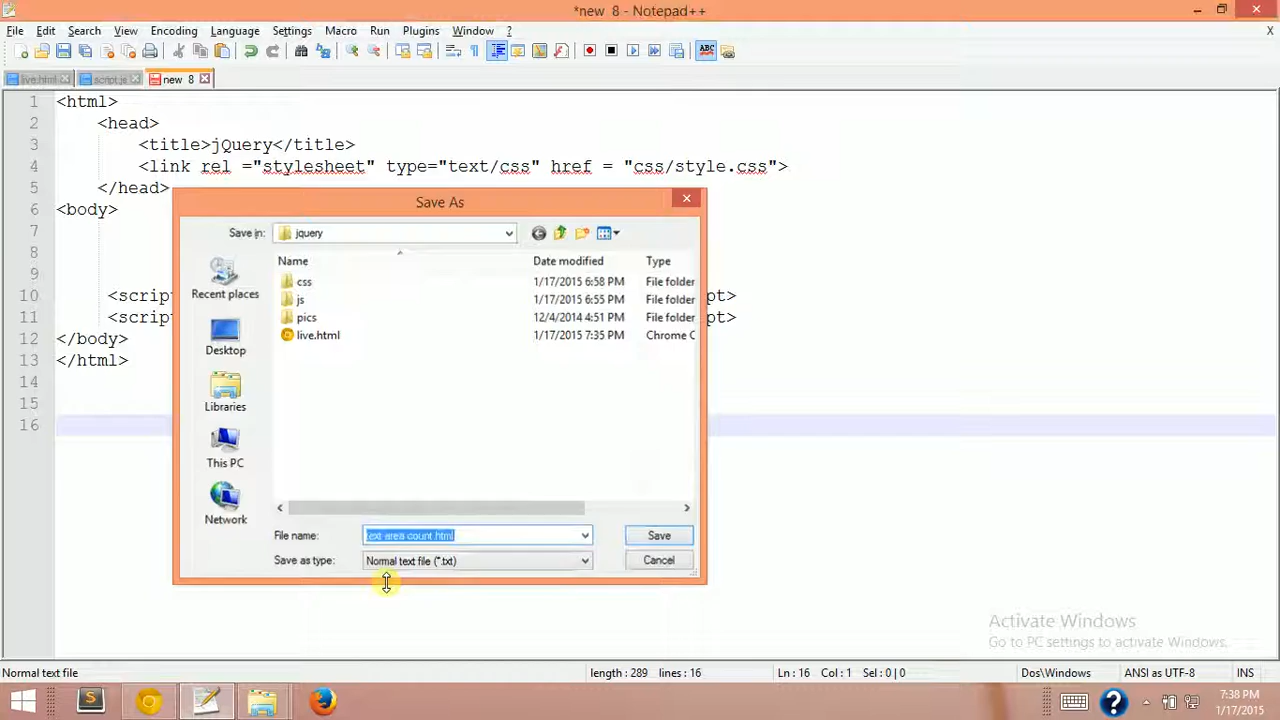 *new 8 - Notepad++
File Edit Search View Encoding Language Settings Macro Run Plugins Window ?
X
live.html script.js new 8
1 <html>
2 <head>
3 <title>jQuery</title>
4 <link rel ="stylesheet" type="text/css" href = "css/style.css">
5 </head>
6 <body>
7
8
9
10 <script pt>
11 <script pt>
12 </body>
13 </html>
14
15
16
Save As
Save in: jquery
Name Date modified Type
css 1/17/2015 6:58 PM File folder
js 1/17/2015 6:55 PM File folder
pics 12/4/2014 4:51 PM File folder
live.html 1/17/2015 7:35 PM Chrome
Recent places
Desktop
Libraries
This PC
Network
File name: text area count.html Save
Save as type: Normal text file (*.txt) Cancel
Activate Windows
Go to PC settings to activate Windows.
Normal text file length : 289 lines : 16 Ln : 16 Col : 1 Sel : 0 | 0 Dos\Windows ANSI as UTF-8 INS
7:38 PM
1/17/2015